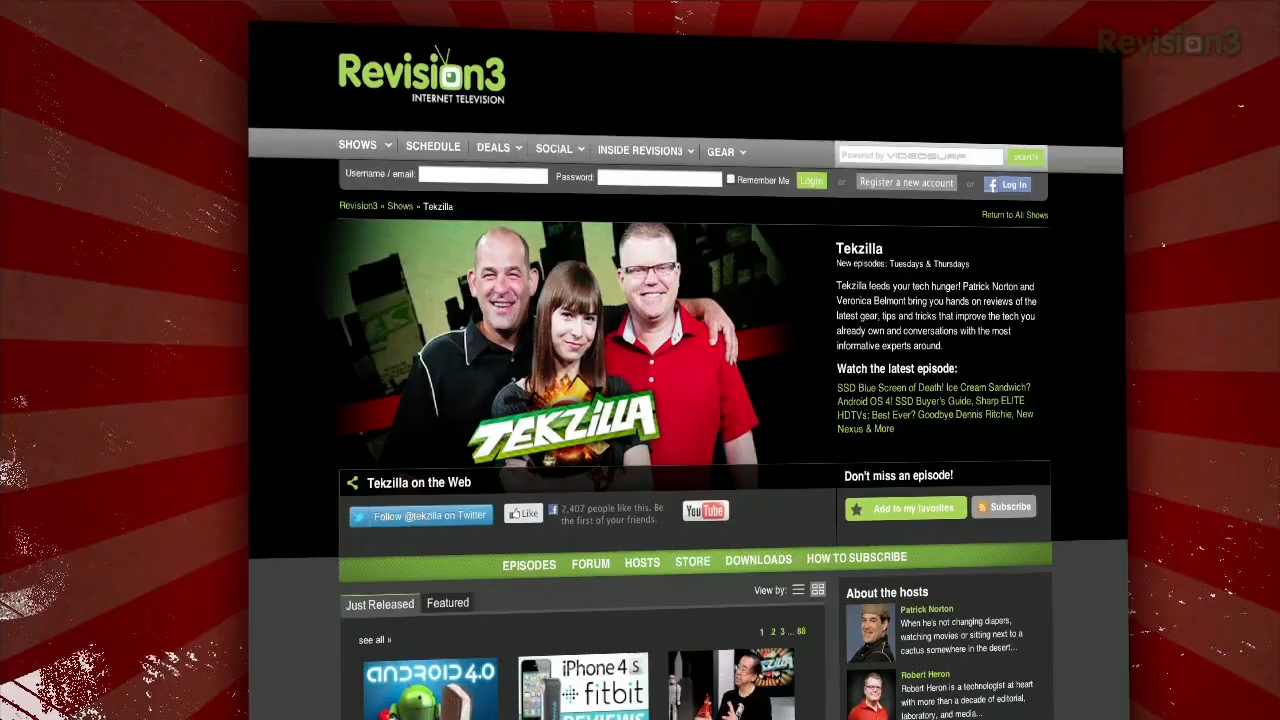 Revision3
Revision3
INTERNET TELEVISION
SHOWS
SCHEDULE
DEALS
SOCIAL
INSIDE REVISION3
GEAR
Powered by VIDEOSURF
search
Username / email:
Password:
Remember Me
Login
or
Register a new account
or
f Log In
Revision3 » Shows » Tekzilla
Return to All Shows
Tekzilla
New episodes: Tuesdays & Thursdays
Tekzilla feeds your tech hunger! Patrick Norton and
Veronica Belmont bring you hands on reviews of the
latest gear, tips and tricks that improve the tech you
already own and conversations with the most
informative experts around.
Watch the latest episode:
SSD Blue Screen of Death! Ice Cream Sandwich?
Android OS 4! SSD Buyer's Guide, Sharp ELITE
HDTVs: Best Ever? Goodbye Dennis Ritchie, New
Nexus & More
TEKZILLA
Tekzilla on the Web
Don't miss an episode!
Follow @tekzilla on Twitter
Like
f 2,407 people like this. Be
the first of your friends.
YouTube
Add to my favorites
Subscribe
EPISODES
FORUM
HOSTS
STORE
DOWNLOADS
HOW TO SUBSCRIBE
View by:
Just Released
Featured
see all »
1 2 3 ... 88
ANDROID 4.0
iPhone 4S
fitbit
REVIEWS
TEKZILLA
About the hosts
Patrick Norton
When he's not changing diapers,
watching movies or sitting next to a
cactus somewhere in the desert...
Robert Heron
Robert Heron is a technologist at heart
with more than a decade of editorial,
laboratory, and media...